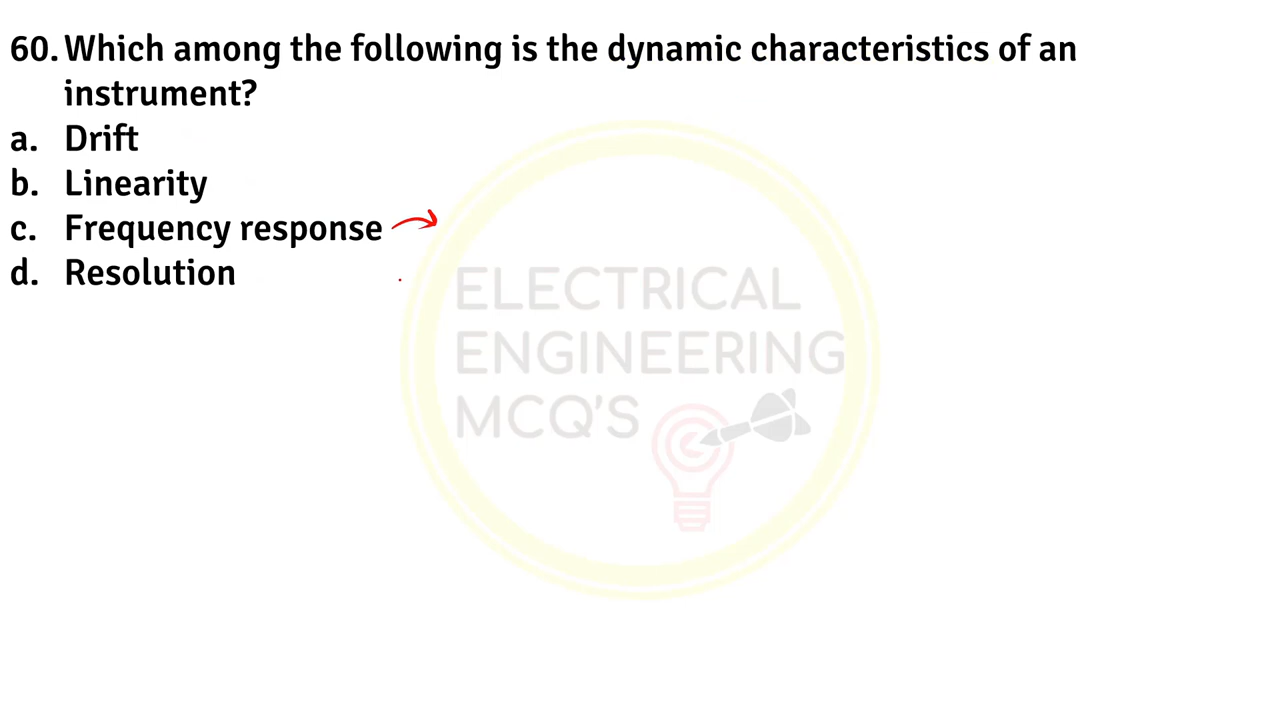 60. Which among the following is the dynamic characteristics of an
instrument?
a. Drift
b. Linearity
c. Frequency response
d. Resolution
ELECTRICAL
ENGINEERING
MCQ'S